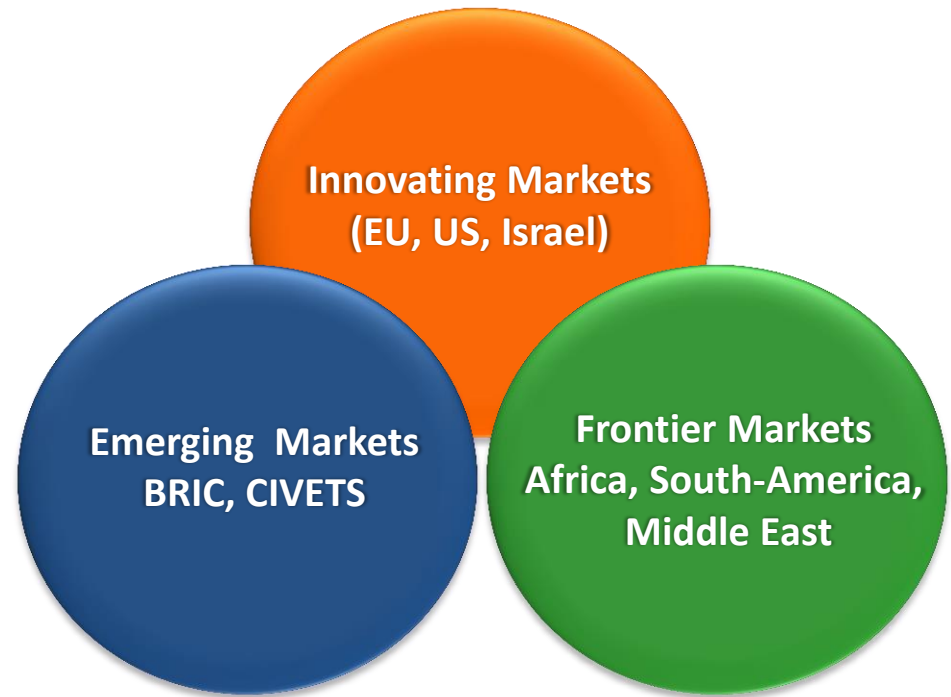 Innovating Markets
(EU, US, Israel)
Emerging Markets
BRIC, CIVETS
Frontier Markets
Africa, South-America,
Middle East